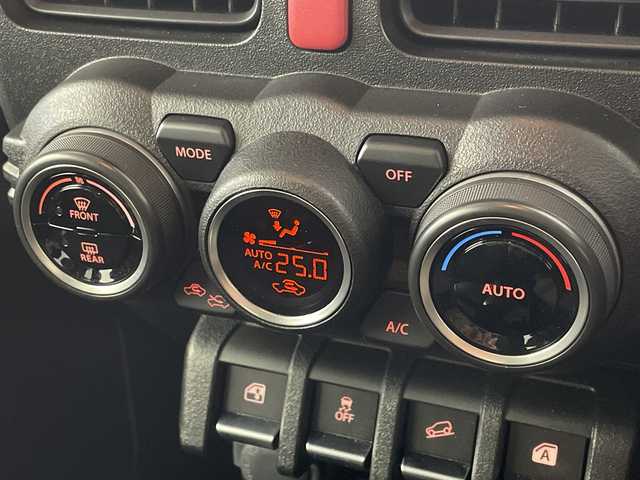 MODE
OFF
FRONT
REAR
AUTO
A/C 25.0
AUTO
A/C
OFF
A